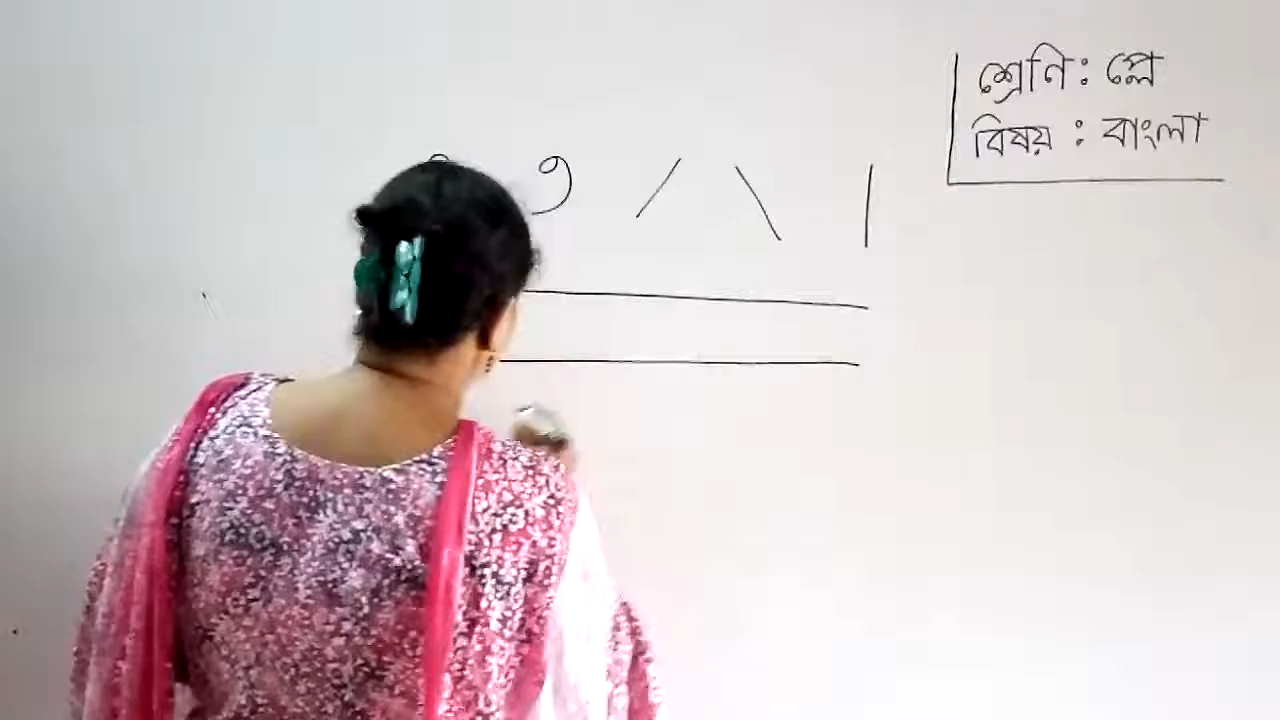 শ্রেণি : প্লে
বিষয় : বাংলা